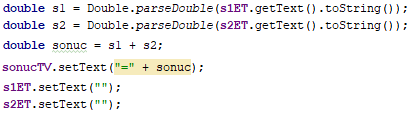 double s1 = Double.parseDouble(s1ET.getText().toString());
double s2 = Double.parseDouble(s2ET.getText().toString());
double sonuc = s1 + s2;
sonucTV.setText("=" + sonuc);
s1ET.setText("");
s2ET.setText("");